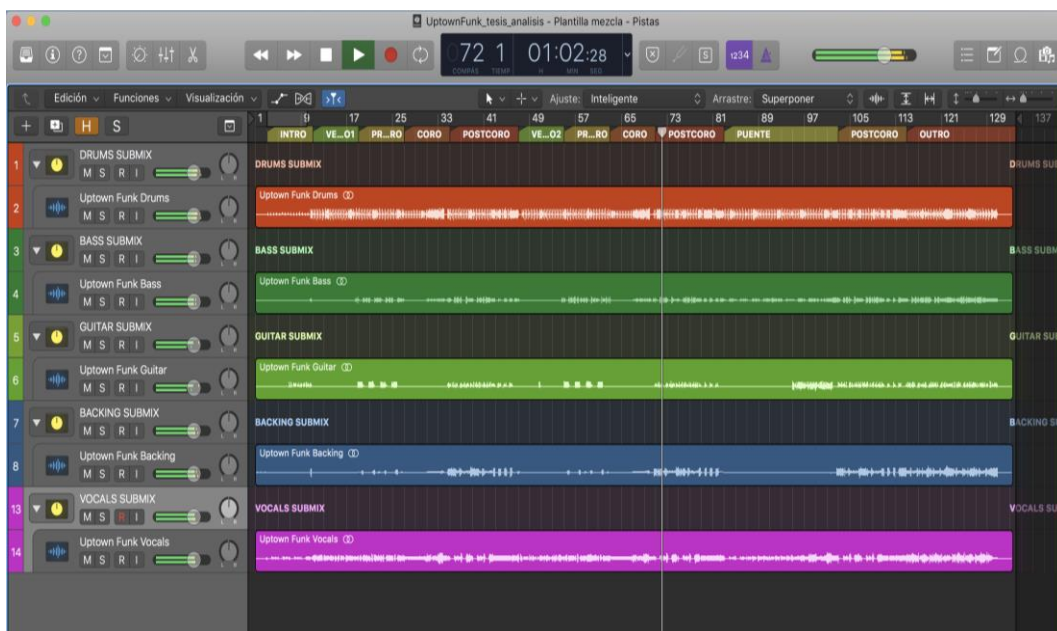 UptownFunk_tesis_analisis - Plantilla mezcla - Pistas
072 1 01:02:28
COMPÁS TIEMP H MIN SEG
S 1234
Edición Funciones Visualización Ajuste: Inteligente Arrastre: Superponer
H S
1 9 17 25 33 41 49 57 65 73 81 89 97 105 113 121 129 137
INTRO VE...O1 PR...RO CORO POSTCORO VE...O2 PR...RO CORO POSTCORO PUENTE POSTCORO OUTRO
1 DRUMS SUBMIX
M S R I
L R
DRUMS SUBMIX
DRUMS SUB
2 Uptown Funk Drums
M S R I
L R
Uptown Funk Drums
3 BASS SUBMIX
M S R I
L R
BASS SUBMIX
BASS SUBM
4 Uptown Funk Bass
M S R I
L R
Uptown Funk Bass
5 GUITAR SUBMIX
M S R I
L R
GUITAR SUBMIX
GUITAR SU
6 Uptown Funk Guitar
M S R I
L R
Uptown Funk Guitar
7 BACKING SUBMIX
M S R I
L R
BACKING SUBMIX
BACKING S
8 Uptown Funk Backing
M S R I
L R
Uptown Funk Backing
13 VOCALS SUBMIX
M S R I
L R
VOCALS SUBMIX
VOCALS SU
14 Uptown Funk Vocals
M S R I
L R
Uptown Funk Vocals